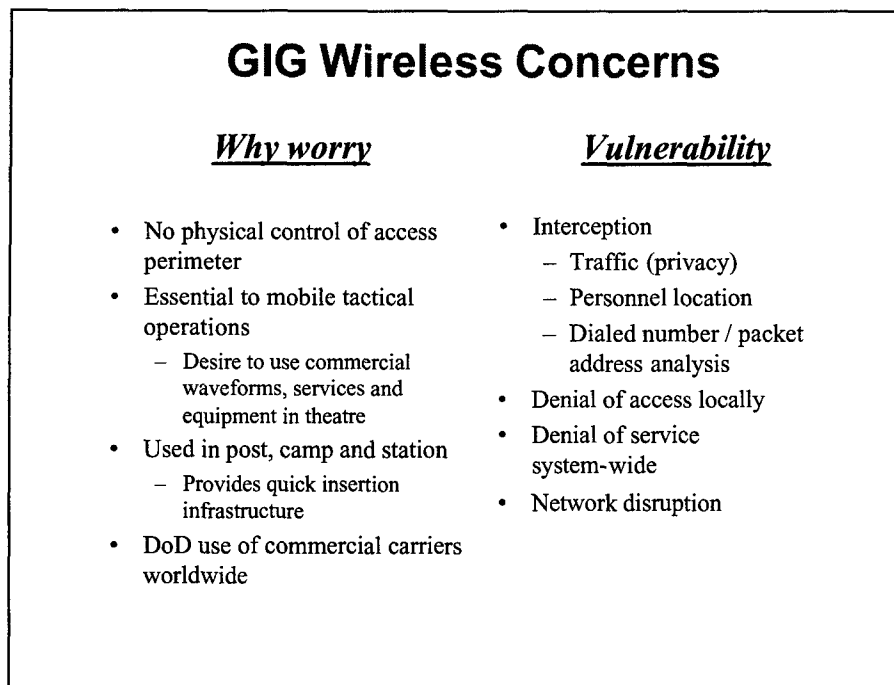 GIG Wireless Concerns
Why worry
• No physical control of access
perimeter
• Essential to mobile tactical
operations
– Desire to use commercial
waveforms, services and
equipment in theatre
• Used in post, camp and station
– Provides quick insertion
infrastructure
• DoD use of commercial carriers
worldwide
Vulnerability
• Interception
– Traffic (privacy)
– Personnel location
– Dialed number / packet
address analysis
• Denial of access locally
• Denial of service
system-wide
• Network disruption